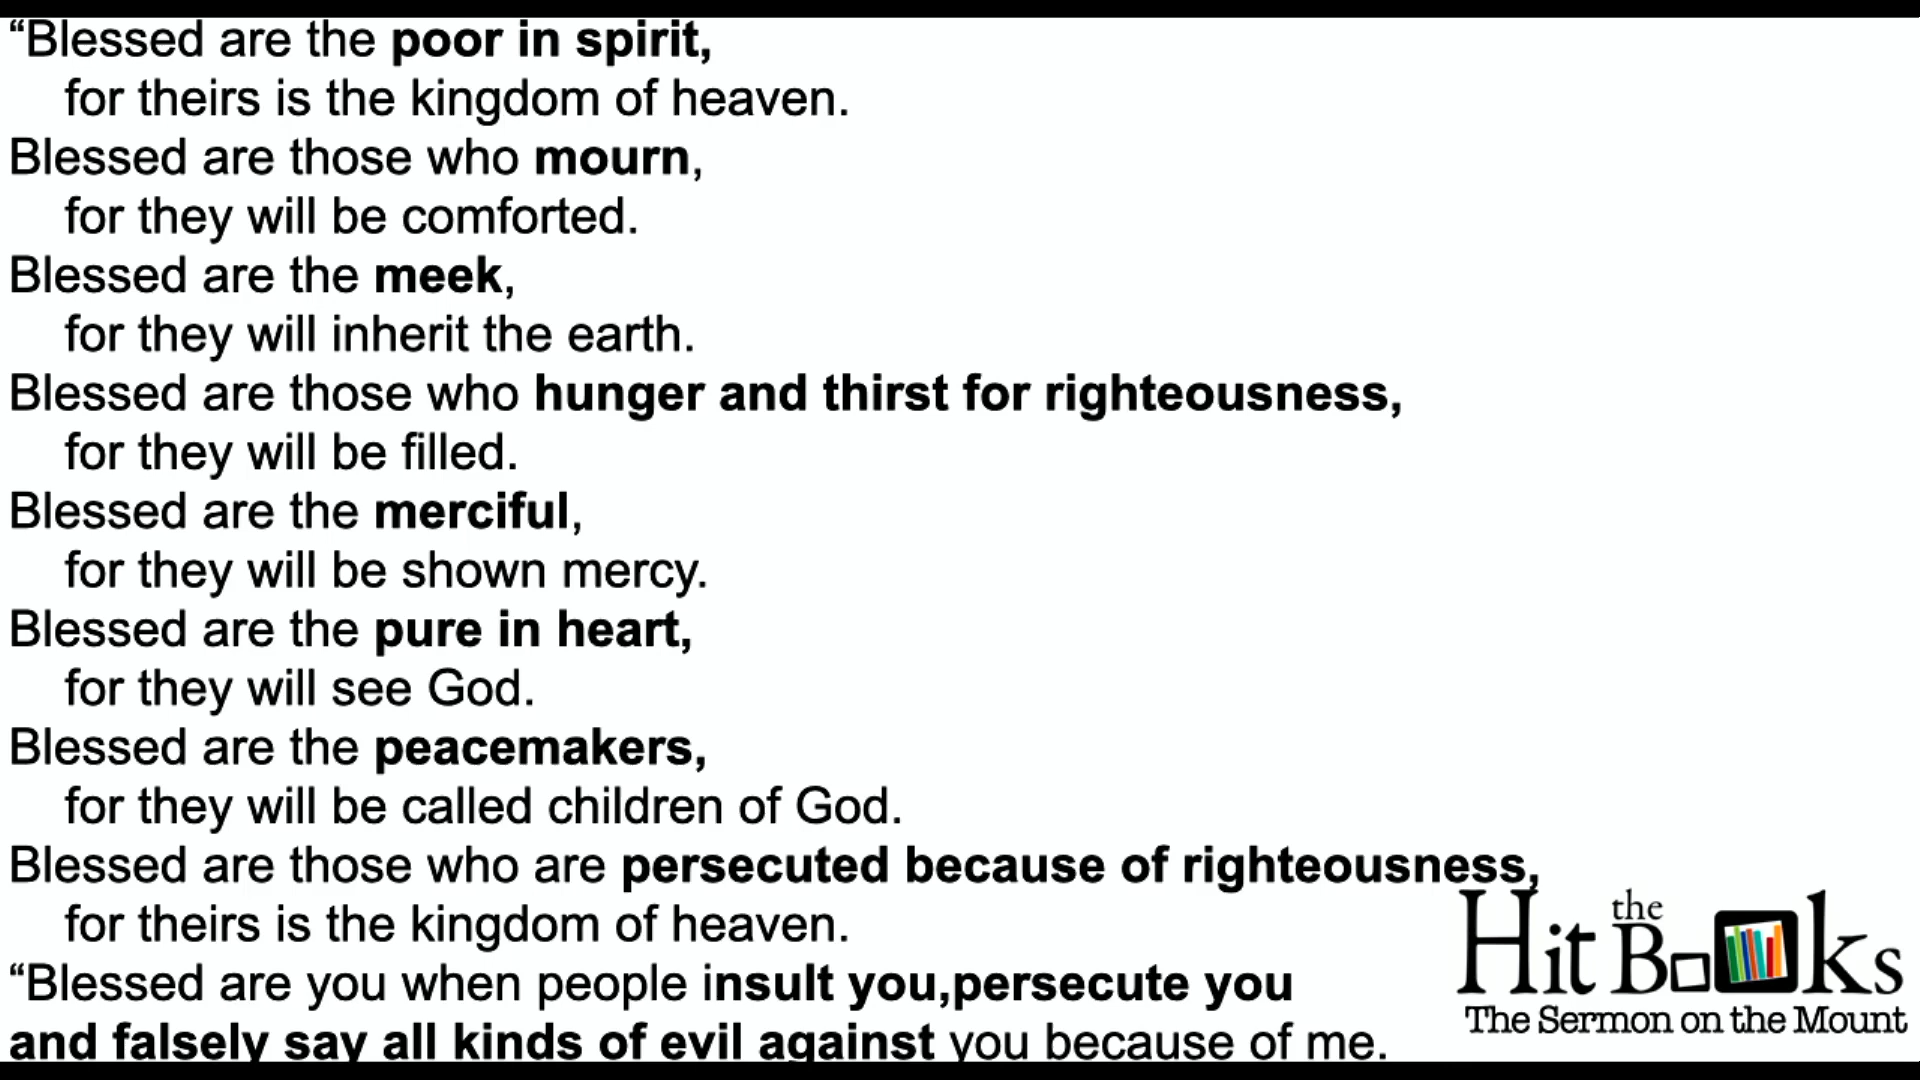 “Blessed are the poor in spirit,
for theirs is the kingdom of heaven.
Blessed are those who mourn,
for they will be comforted.
Blessed are the meek,
for they will inherit the earth.
Blessed are those who hunger and thirst for righteousness,
for they will be filled.
Blessed are the merciful,
for they will be shown mercy.
Blessed are the pure in heart,
for they will see God.
Blessed are the peacemakers,
for they will be called children of God.
Blessed are those who are persecuted because of righteousness,
for theirs is the kingdom of heaven.
“Blessed are you when people insult you,persecute you
and falsely say all kinds of evil against you because of me.
Hit the Books
The Sermon on the Mount